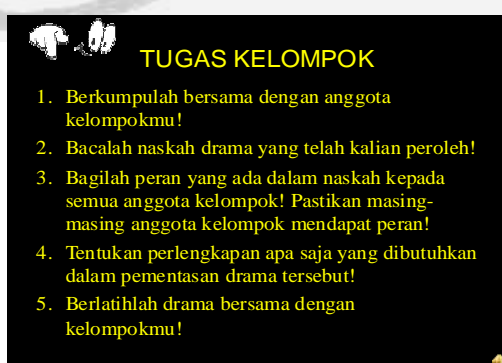 TUGAS KELOMPOK
1. Berkumpulah bersama dengan anggota
kelompokmu!
2. Bacalah naskah drama yang telah kalian peroleh!
3. Bagilah peran yang ada dalam naskah kepada
semua anggota kelompok! Pastikan masing-
masing anggota kelompok mendapat peran!
4. Tentukan perlengkapan apa saja yang dibutuhkan
dalam pementasan drama tersebut!
5. Berlatihlah drama bersama dengan
kelompokmu!